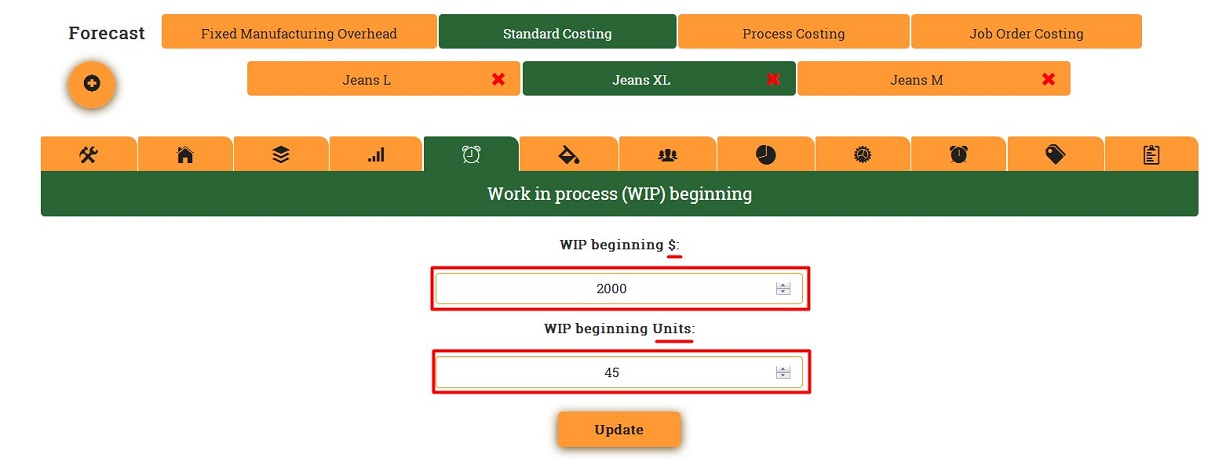 Forecast Fixed Manufacturing Overhead Standard Costing Process Costing Job Order Costing
Jeans L Jeans XL Jeans M
Work in process (WIP) beginning
WIP beginning $:
2000
WIP beginning Units:
45
Update